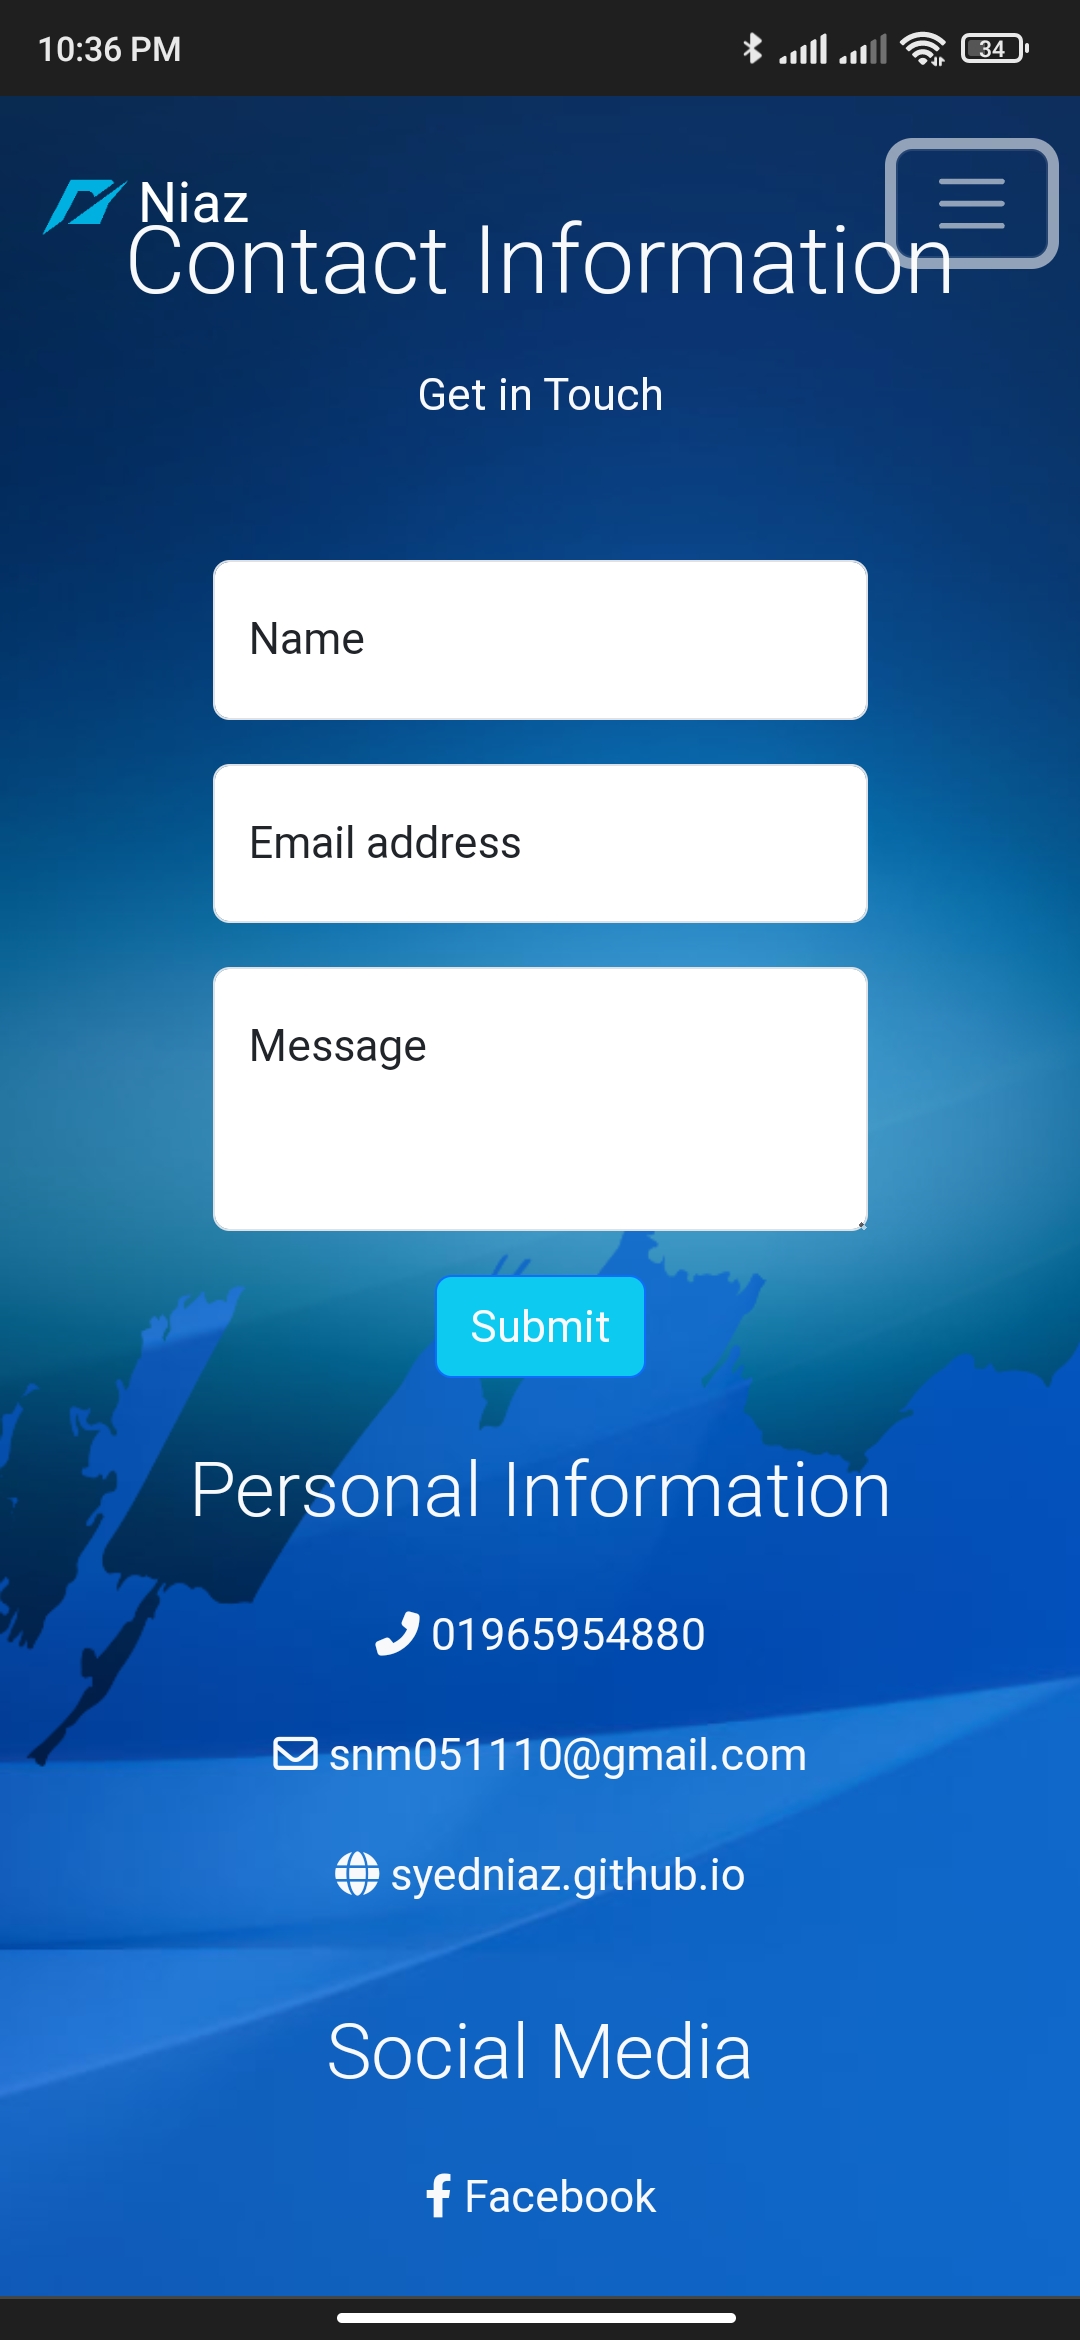 10:36 PM
34
Niaz
Contact Information
Get in Touch
Name
Email address
Message
Submit
Personal Information
01965954880
snm051110@gmail.com
syedniaz.github.io
Social Media
Facebook